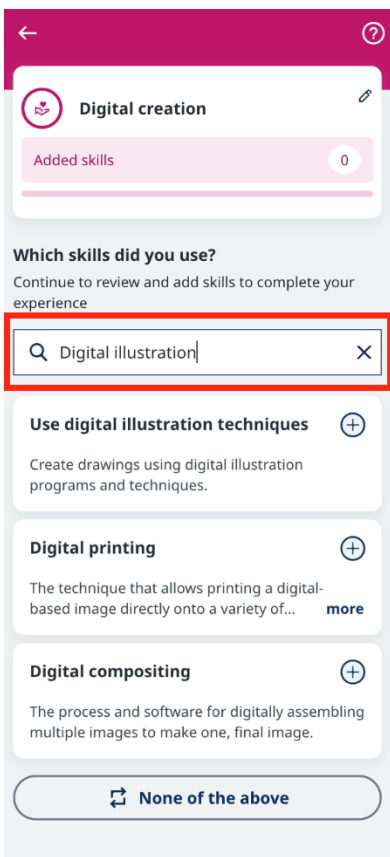 Digital creation
Added skills 0
Which skills did you use?
Continue to review and add skills to complete your
experience
Digital illustration
Use digital illustration techniques
Create drawings using digital illustration
programs and techniques.
Digital printing
The technique that allows printing a digital-
based image directly onto a variety of... more
Digital compositing
The process and software for digitally assembling
multiple images to make one, final image.
None of the above